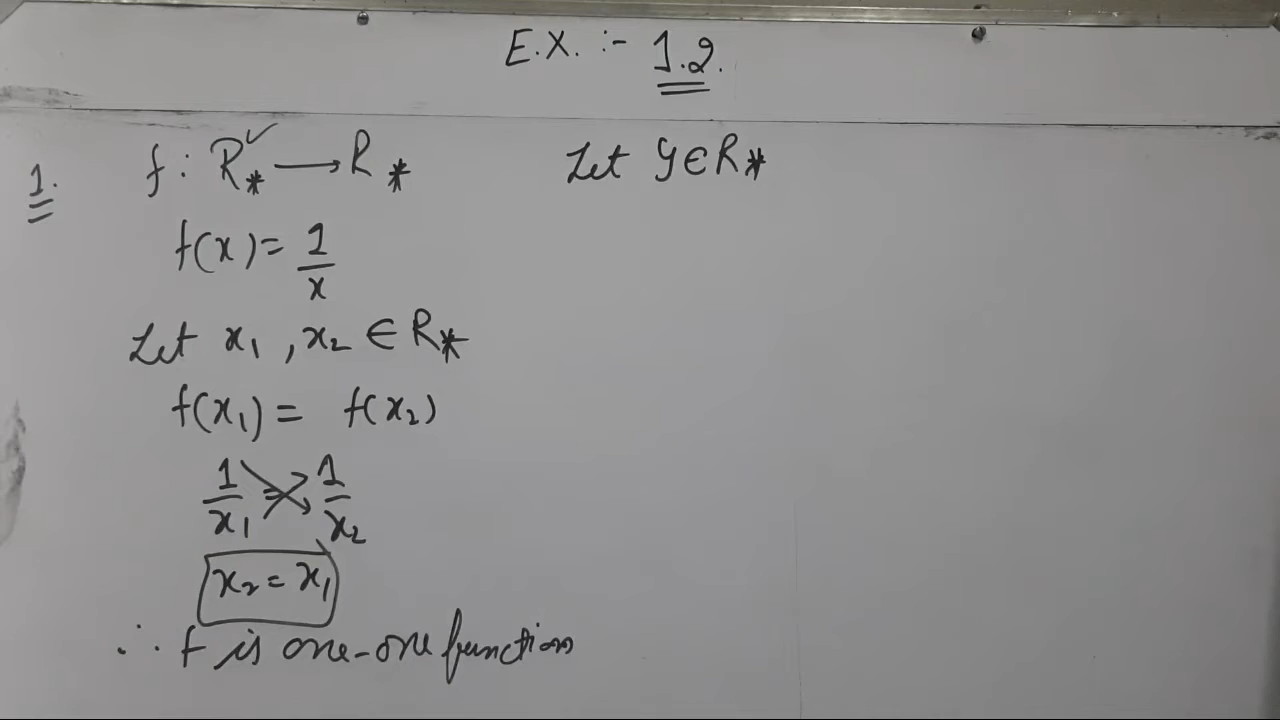 E.X. :- 1.2.
1. f : R* ⟶ R*
f(x) = 1/x
Let x₁ , x₂ ∈ R*
f(x₁) = f(x₂)
1/x₁ = 1/x₂
x₂ = x₁
∴ f is one-one function
Let y ∈ R*